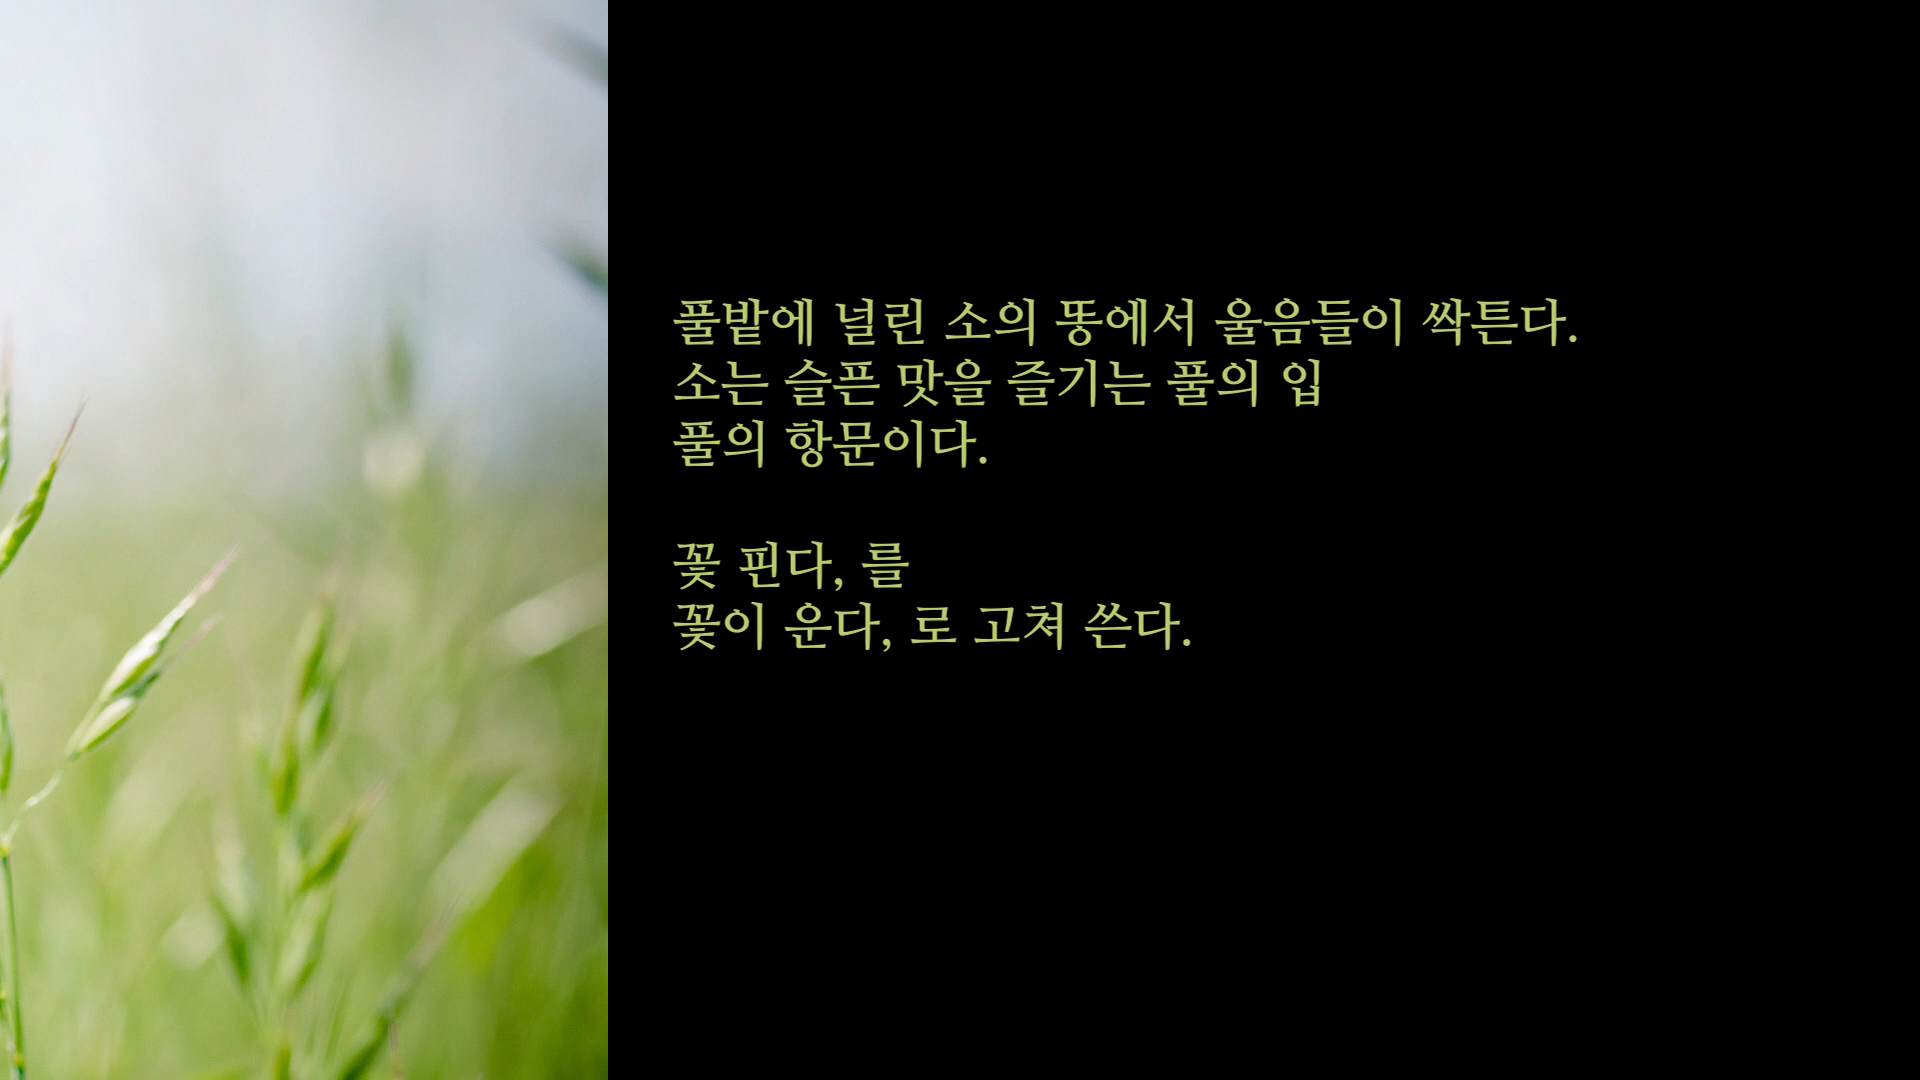 풀밭에 널린 소의 똥에서 울음들이 싹튼다.
소는 슬픈 맛을 즐기는 풀의 입
풀의 항문이다.
꽃 핀다, 를
꽃이 운다, 로 고쳐 쓴다.